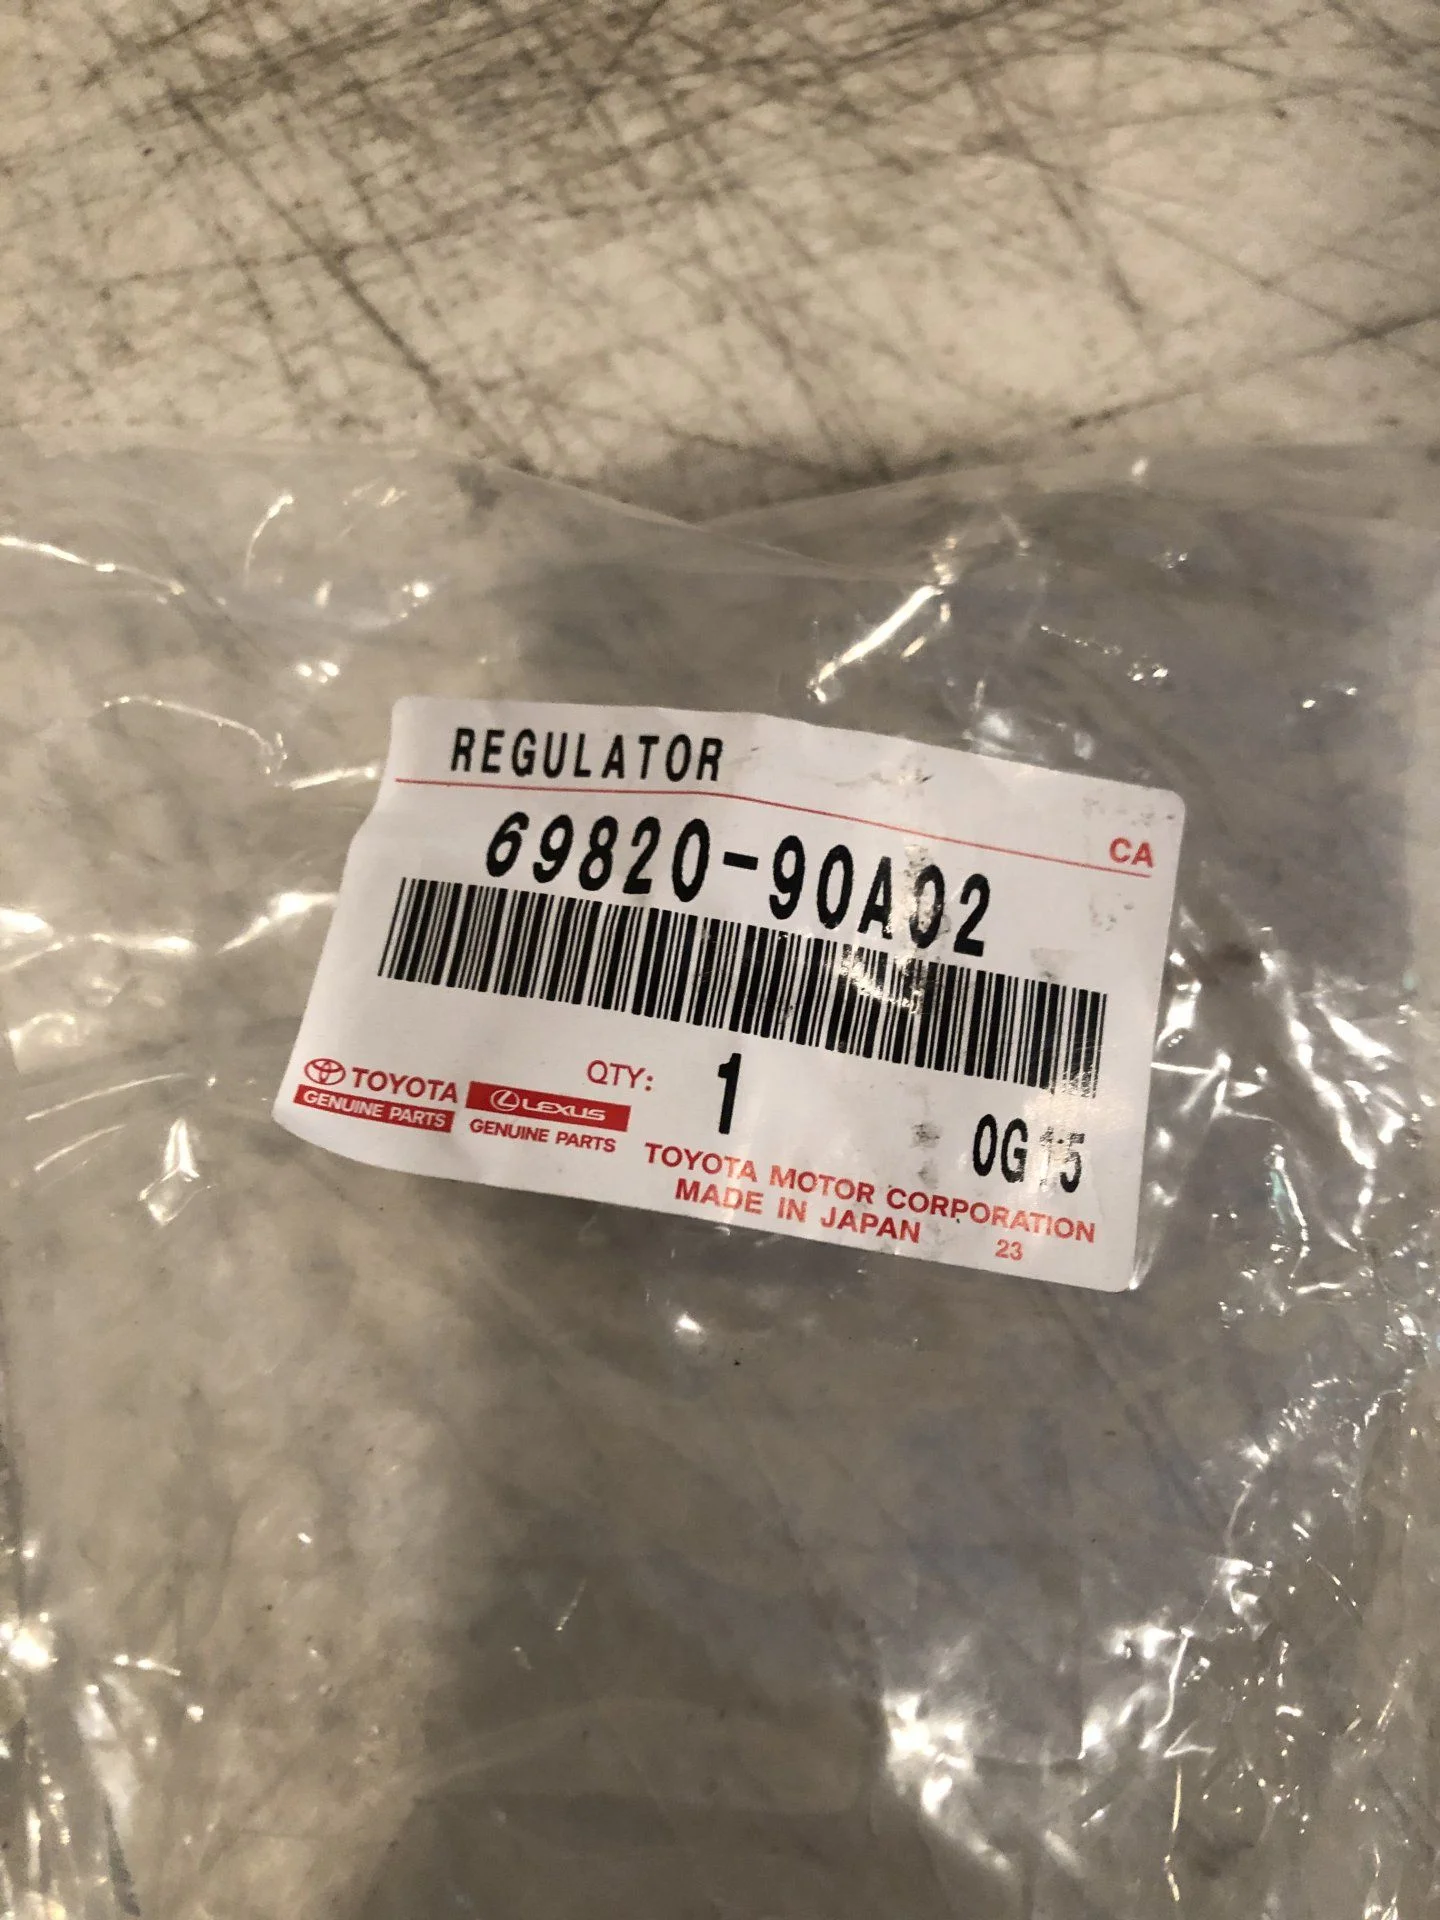 REGULATOR
CA
69820-90A02
QTY: 1
TOYOTA
GENUINE PARTS
LEXUS
GENUINE PARTS
0G15
TOYOTA MOTOR CORPORATION
MADE IN JAPAN 23